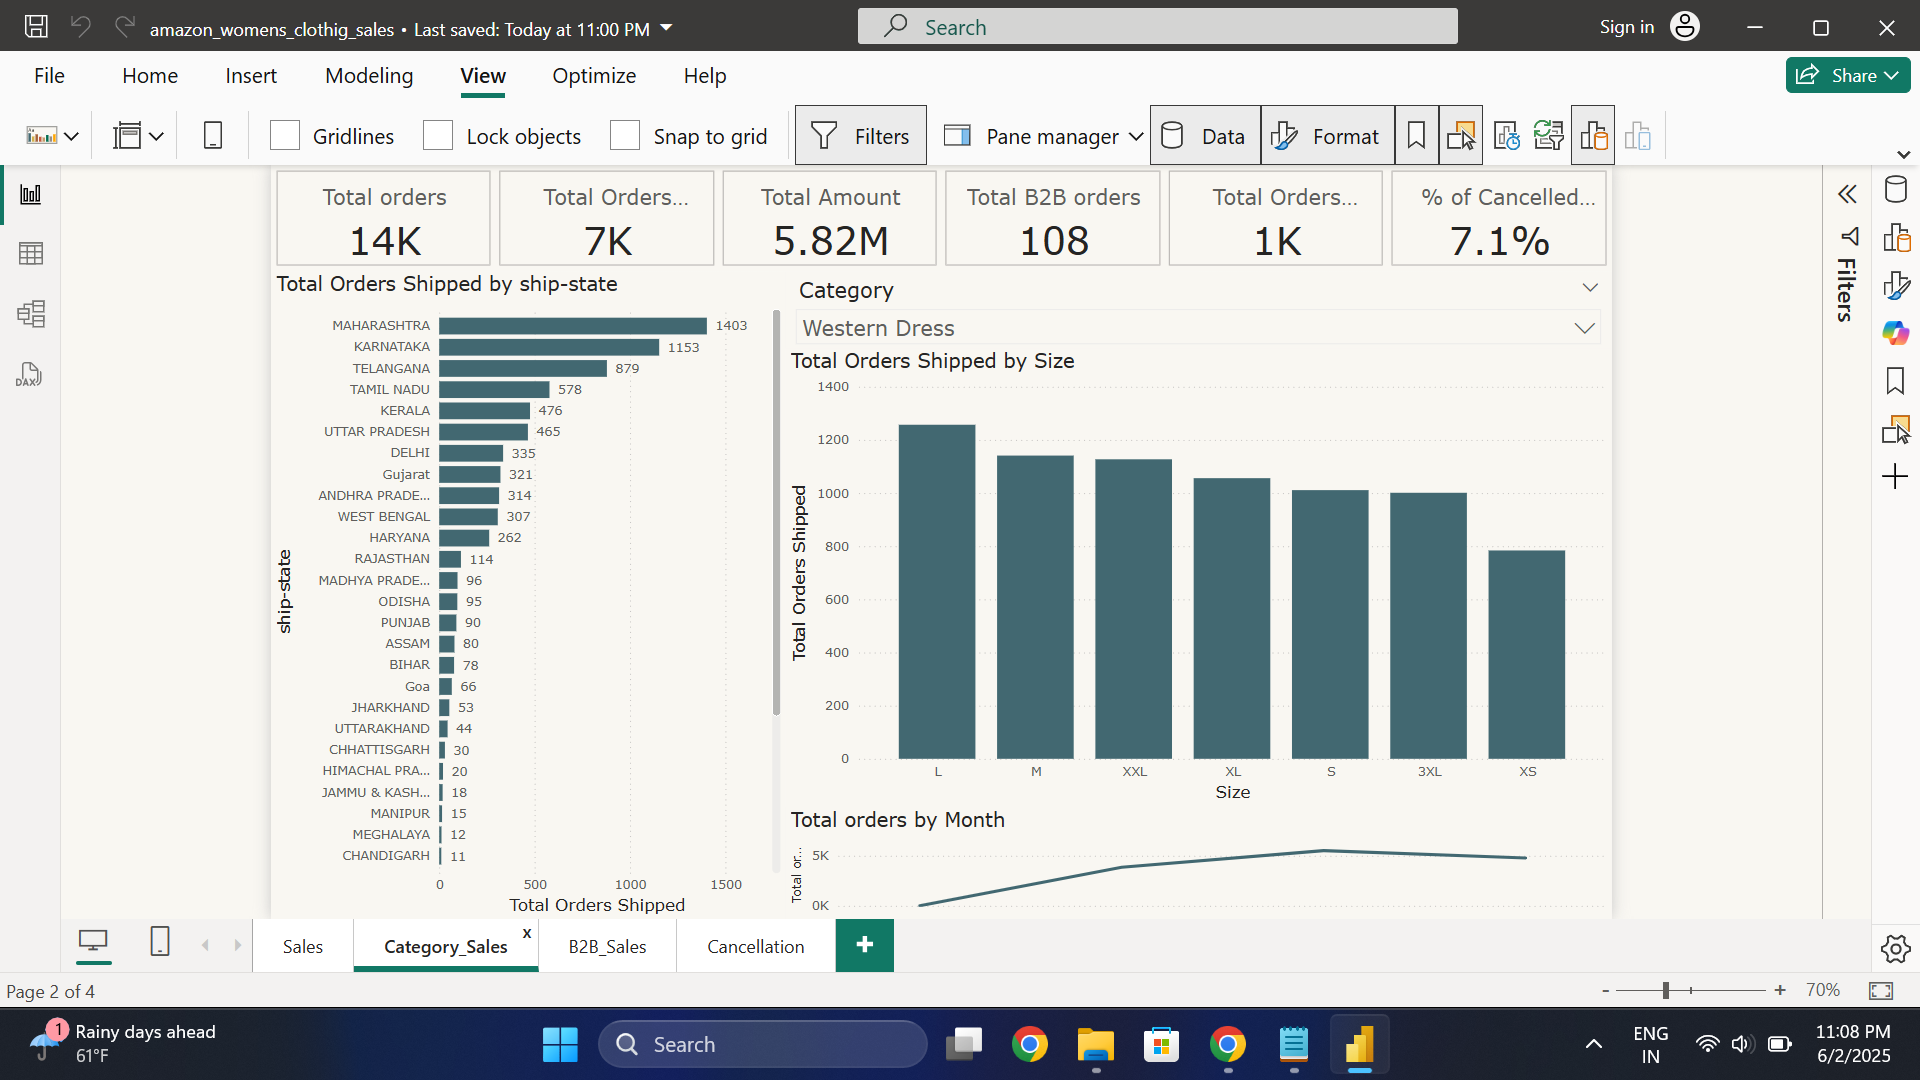 amazon_womens_clothig_sales • Last saved: Today at 11:00 PM
Search
Sign in
File Home Insert Modeling View Optimize Help
Share
Gridlines Lock objects Snap to grid Filters Pane manager Data Format
Total orders
14K
Total Orders...
7K
Total Amount
5.82M
Total B2B orders
108
Total Orders...
1K
% of Cancelled...
7.1%
Filters
DAX
Total Orders Shipped by ship-state
ship-state
MAHARASHTRA 1403
KARNATAKA 1153
TELANGANA 879
TAMIL NADU 578
KERALA 476
UTTAR PRADESH 465
DELHI 335
Gujarat 321
ANDHRA PRADE... 314
WEST BENGAL 307
HARYANA 262
RAJASTHAN 114
MADHYA PRADE... 96
ODISHA 95
PUNJAB 90
ASSAM 80
BIHAR 78
Goa 66
JHARKHAND 53
UTTARAKHAND 44
CHHATTISGARH 30
HIMACHAL PRA... 20
JAMMU & KASH... 18
MANIPUR 15
MEGHALAYA 12
CHANDIGARH 11
0 500 1000 1500
Total Orders Shipped
Category
Western Dress
Total Orders Shipped by Size
Total Orders Shipped
1400
1200
1000
800
600
400
200
0
L M XXL XL S 3XL XS
Size
Total orders by Month
Total or...
5K
0K
Sales Category_Sales x B2B_Sales Cancellation +
Page 2 of 4
- + 70%
1
Rainy days ahead
61°F
Search
ENG
IN
11:08 PM
6/2/2025